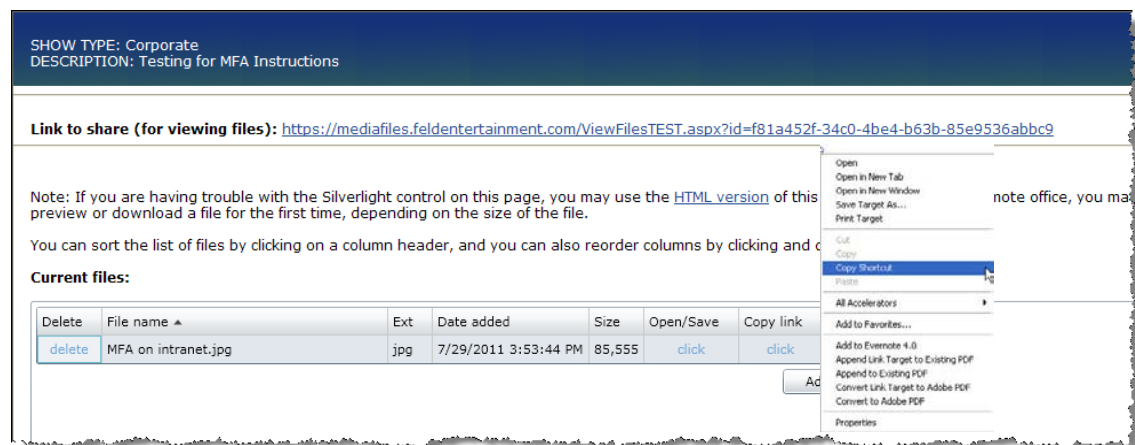 SHOW TYPE: Corporate
DESCRIPTION: Testing for MFA Instructions
Link to share (for viewing files): https://mediafiles.feldentertainment.com/ViewFilesTEST.aspx?id=f81a452f-34c0-4be4-b63b-85e9536abbc9
Note: If you are having trouble with the Silverlight control on this page, you may use the HTML version of this
note office, you ma
preview or download a file for the first time, depending on the size of the file.
You can sort the list of files by clicking on a column header, and you can also reorder columns by clicking and
Current files:
Delete File name Ext Date added Size Open/Save Copy link
delete MFA on intranet.jpg jpg 7/29/2011 3:53:44 PM 85,555 click click
Ad
Open
Open in New Tab
Open in New Window
Save Target As...
Print Target
Cut
Copy
Copy Shortcut
Paste
All Accelerators
Add to Favorites...
Add to Evernote 4.0
Append Link Target to Existing PDF
Append to Existing PDF
Convert Link Target to Adobe PDF
Convert to Adobe PDF
Properties